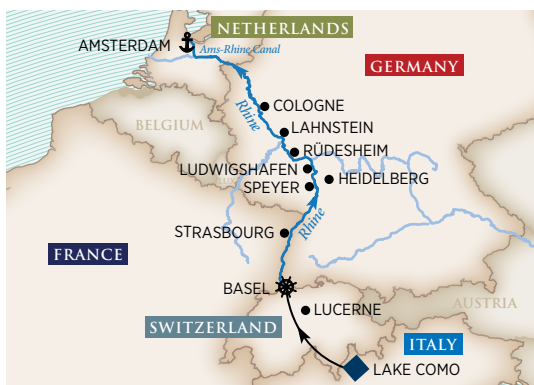 NETHERLANDS
AMSTERDAM
Ams-Rhine Canal
GERMANY
Rhine
COLOGNE
BELGIUM
LAHNSTEIN
RÜDESHEIM
LUDWIGSHAFEN
HEIDELBERG
SPEYER
Rhine
STRASBOURG
FRANCE
BASEL
LUCERNE
AUSTRIA
SWITZERLAND
ITALY
LAKE COMO